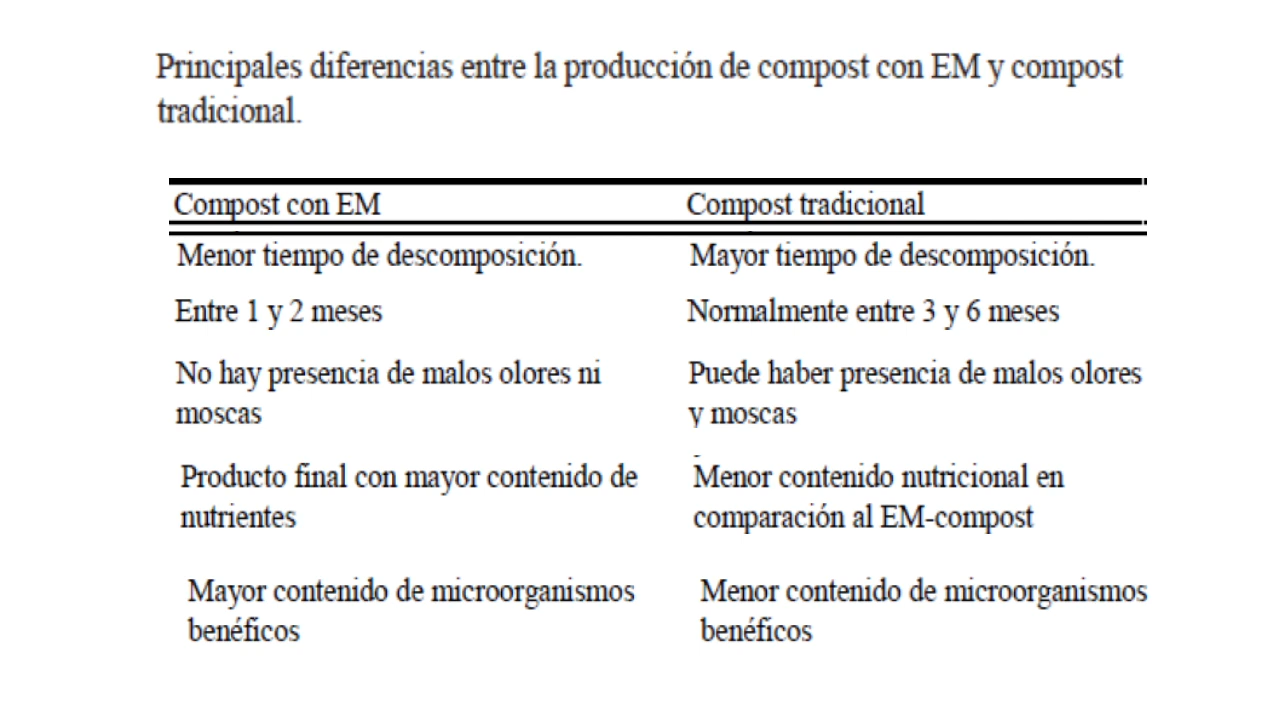 Principales diferencias entre la producción de compost con EM y compost
tradicional.
Compost con EM
Compost tradicional
Menor tiempo de descomposición.
Mayor tiempo de descomposición.
Entre 1 y 2 meses
Normalmente entre 3 y 6 meses
No hay presencia de malos olores ni
moscas
Puede haber presencia de malos olores
y moscas
Producto final con mayor contenido de
nutrientes
Menor contenido nutricional en
comparación al EM-compost
Mayor contenido de microorganismos
benéficos
Menor contenido de microorganismos
benéficos